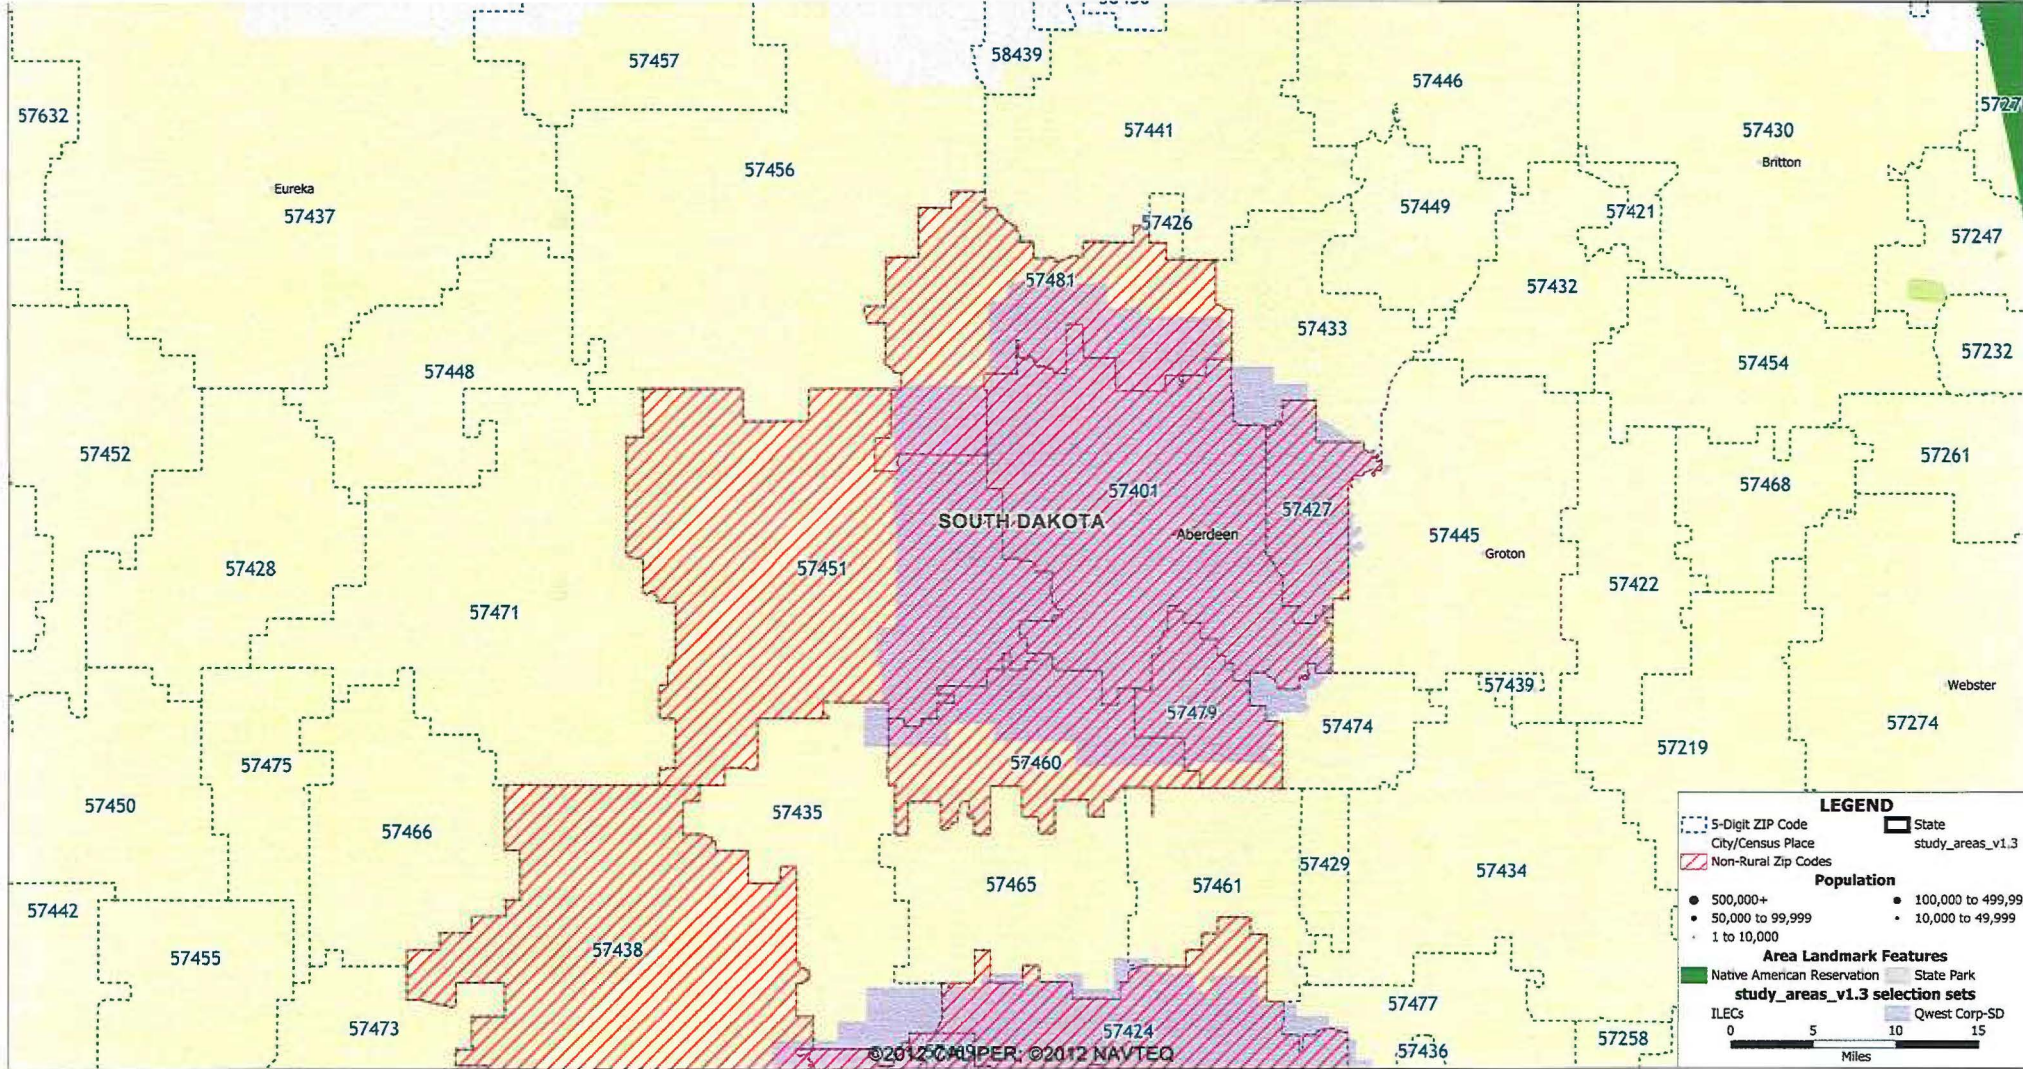 58439
57457
57446
57632
57441
57430
5727
57456
Britton
Eureka
57437
57449
57421
57426
57247
57481
57432
57433
57232
57448
57454
57452
57261
57468
57401
57427
SOUTH DAKOTA
Aberdeen
57445
Groton
57428
57451
57422
57471
57439
Webster
57479
57474
57274
57219
57475
57460
57450
57435
57466
57429
57434
57465
57461
57442
57438
57455
57477
57473
57424
57258
57436
©2012 CALIPER; ©2012 NAVTEQ
LEGEND
5-Digit ZIP Code State
City/Census Place study_areas_v1.3
Non-Rural Zip Codes
Population
500,000+ 100,000 to 499,99
50,000 to 99,999 10,000 to 49,999
1 to 10,000
Area Landmark Features
Native American Reservation State Park
study_areas_v1.3 selection sets
ILECs Qwest Corp-SD
0 5 10 15
Miles